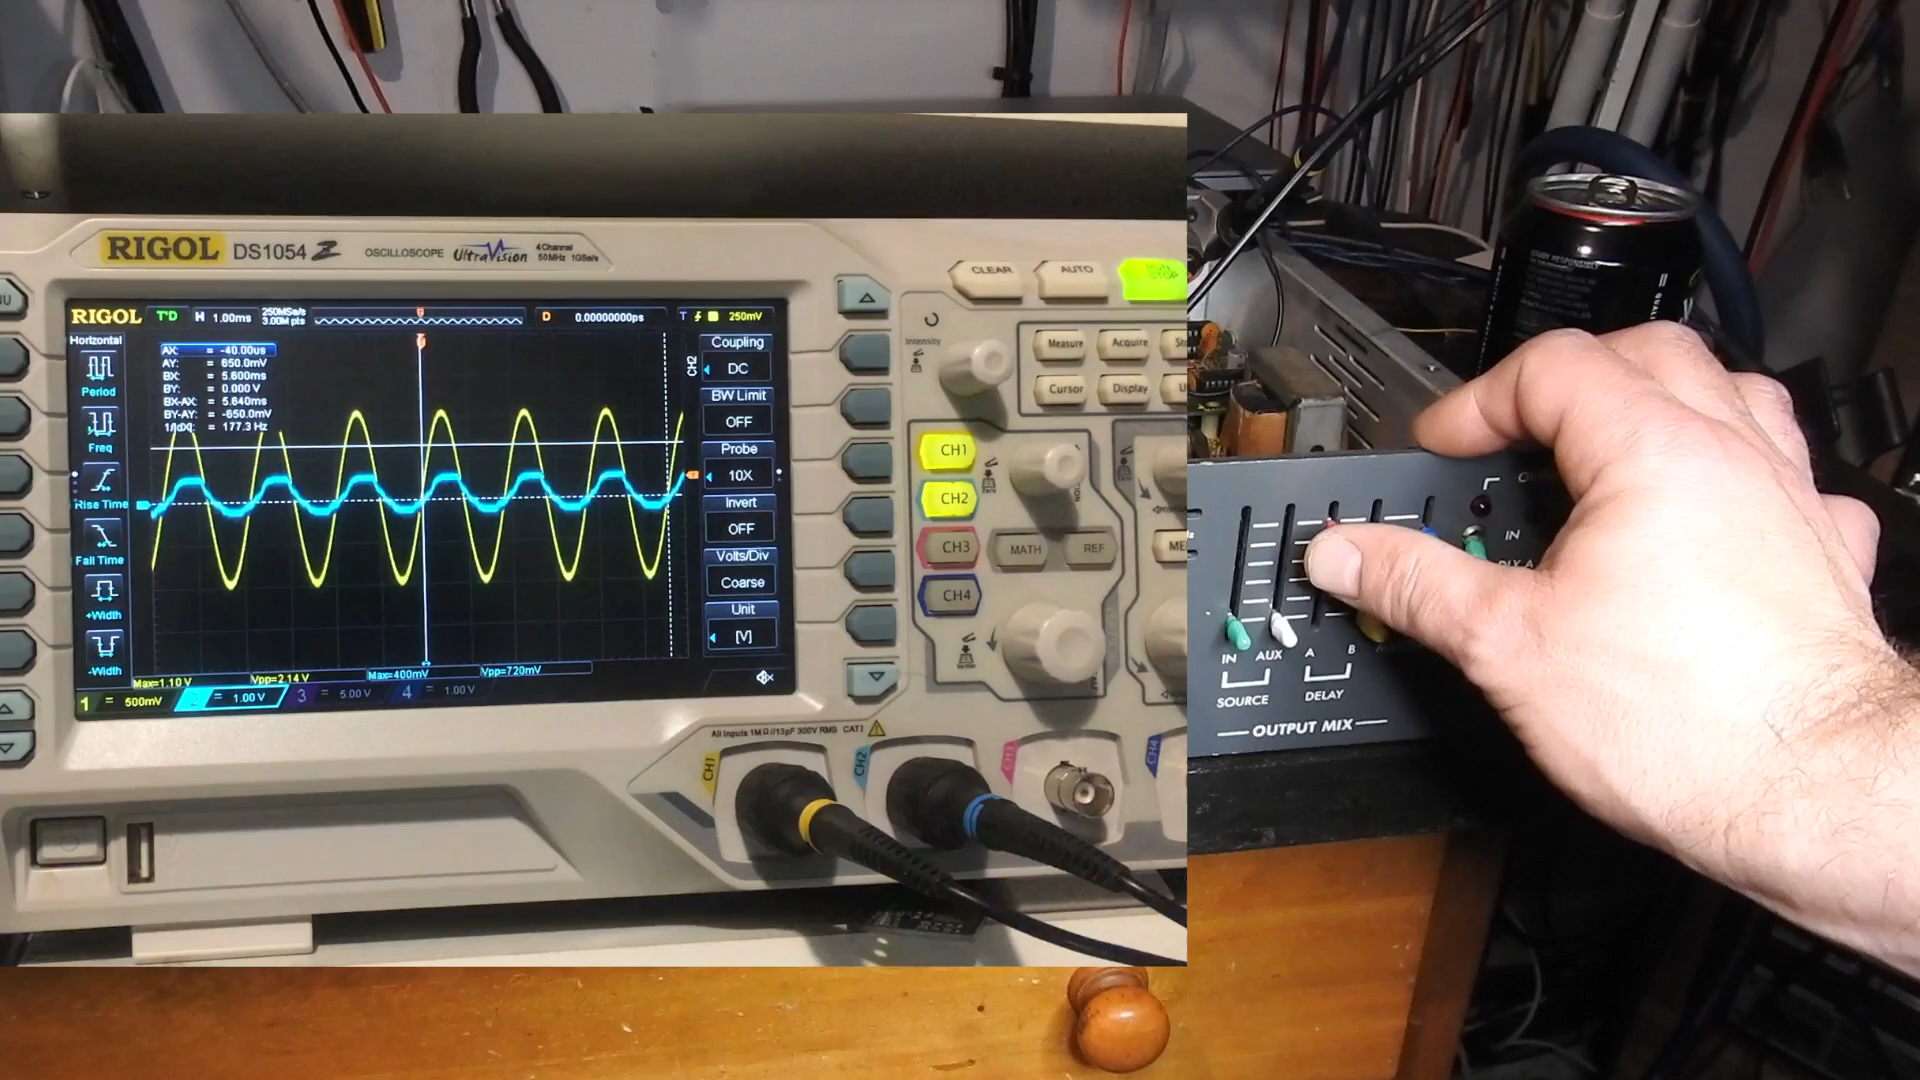 RIGOL DS1054 Z OSCILLOSCOPE UltraVision 4 Channel
50MHz 1GSa/s
CLEAR AUTO RUN
STOP
RIGOL T'D H 1.00ms 250MSa/s
3.00M pts
D 0.00000000ps T 250mV
Horizontal
Period
Freq
Rise Time
Fall Time
+Width
-Width
AX: = -40.00us
AY: = 650.0mV
BX: = 5.600ms
BY: = 0.000 V
BX-AX: = 5.640ms
BY-AY: = -650.0mV
1/|dX|: = 177.3 Hz
CH2
Coupling
DC
BW Limit
OFF
Probe
10X
Invert
OFF
Volts/Div
Coarse
Unit
[V]
Max=1.10 V Vpp=2.14 V Max=400mV Vpp=720mV
1 = 500mV 2 = 1.00 V 3 = 5.00 V 4 = 1.00 V
Intensity
Measure Acquire
Cursor Display
CH1
CH2
CH3 MATH REF
CH4
All Inputs 1MΩ//13pF 300V RMS CAT I
CH1 CH2 CH3 CH4
IN
IN AUX A B
SOURCE DELAY
OUTPUT MIX